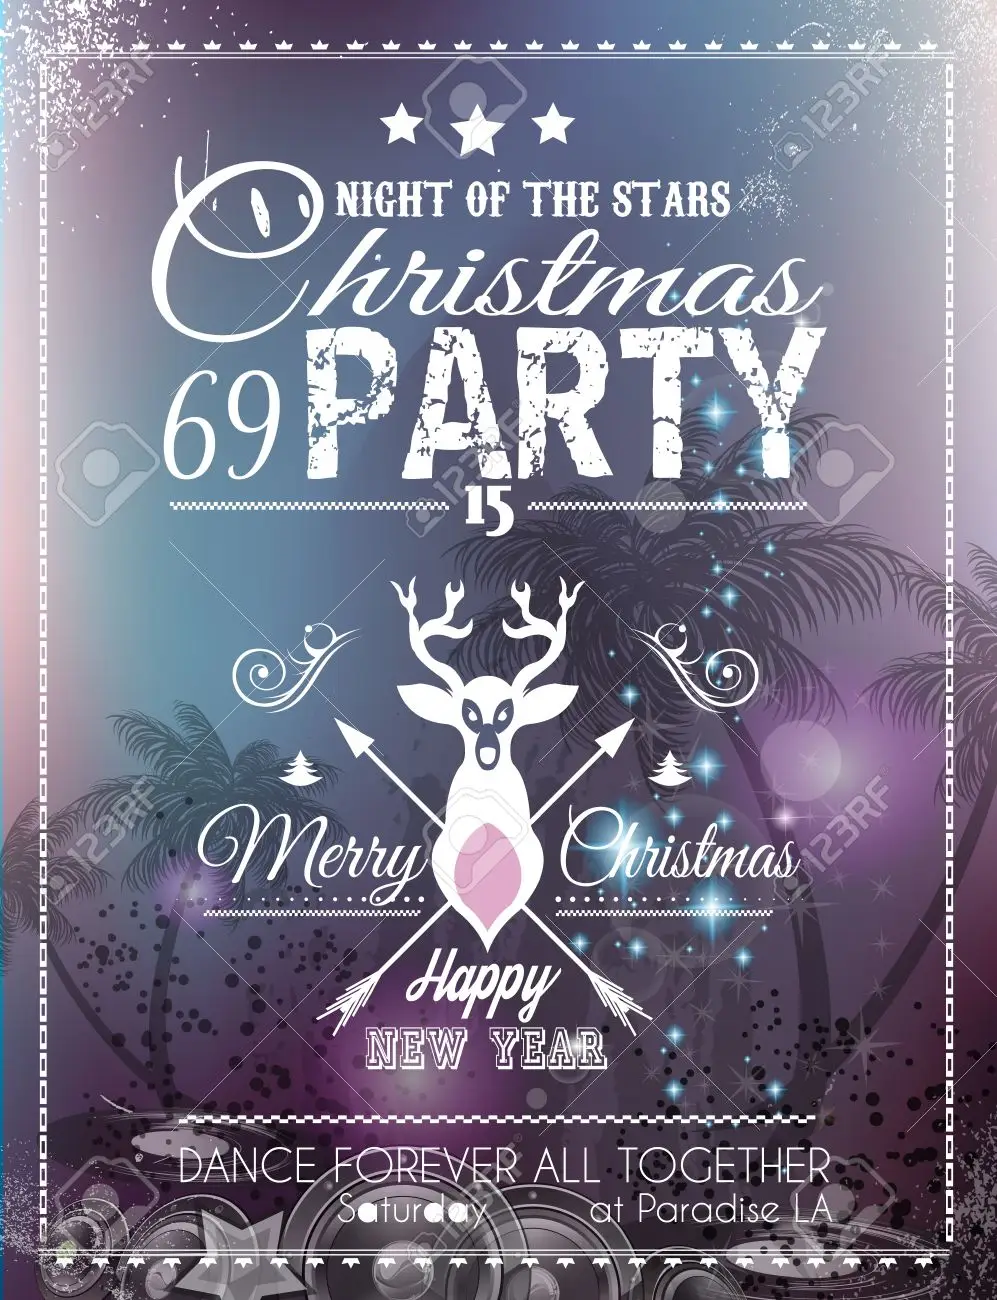 NIGHT OF THE STARS
Christmas
69 PARTY
15
Merry Christmas
Happy
NEW YEAR
DANCE FOREVER ALL TOGETHER
Saturday at Paradise LA
123RF